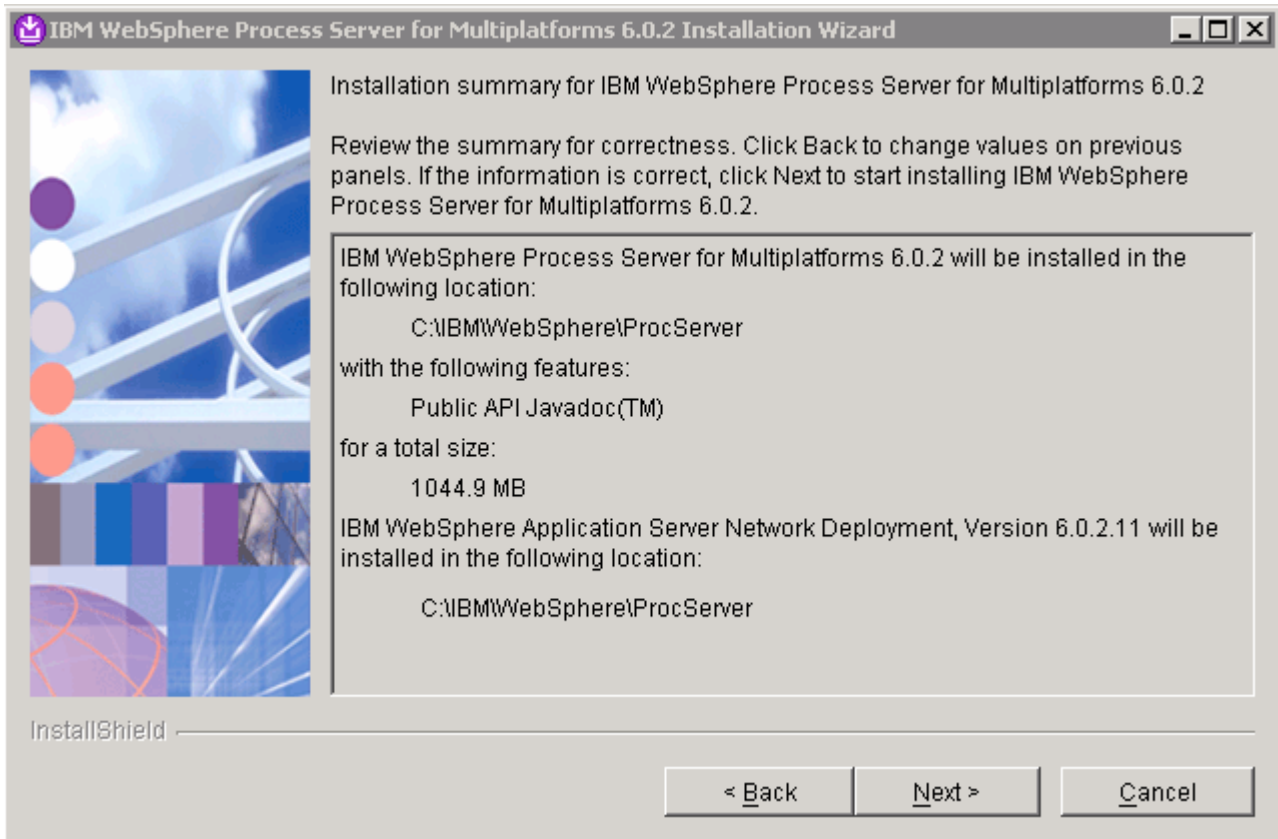 IBM WebSphere Process Server for Multiplatforms 6.0.2 Installation Wizard
Installation summary for IBM WebSphere Process Server for Multiplatforms 6.0.2
Review the summary for correctness. Click Back to change values on previous
panels. If the information is correct, click Next to start installing IBM WebSphere
Process Server for Multiplatforms 6.0.2.
IBM WebSphere Process Server for Multiplatforms 6.0.2 will be installed in the
following location:
C:\IBM\WebSphere\ProcServer
with the following features:
Public API Javadoc(TM)
for a total size:
1044.9 MB
IBM WebSphere Application Server Network Deployment, Version 6.0.2.11 will be
installed in the following location:
C:\IBM\WebSphere\ProcServer
InstallShield
< Back
Next >
Cancel